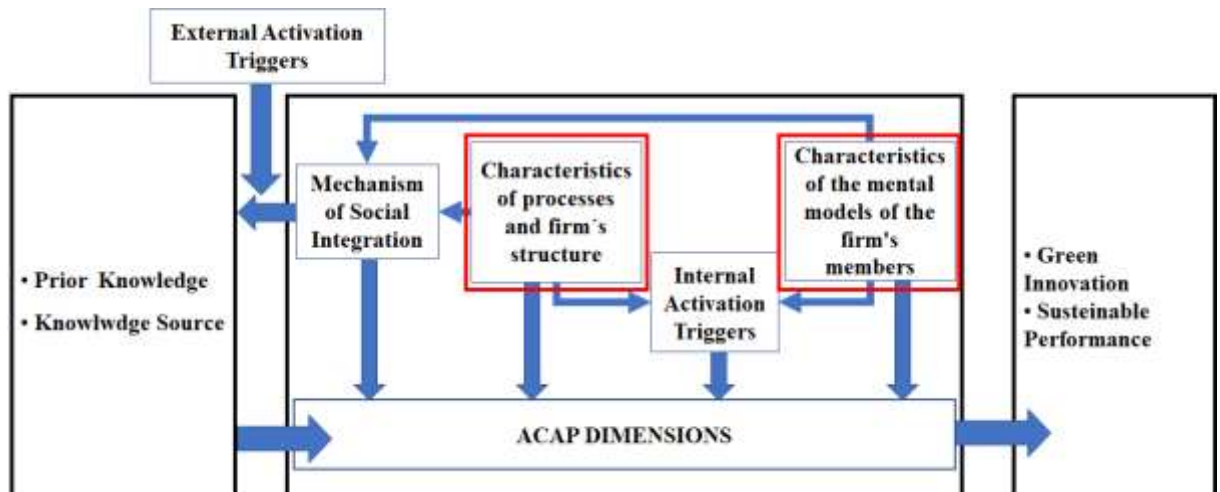 External Activation
Triggers
• Prior Knowledge
• Knowlwdge Source
Mechanism
of Social
Integration
Characteristics
of processes
and firm´s
structure
Internal
Activation
Triggers
Characteristics
of the mental
models of the
firm's
members
ACAP DIMENSIONS
• Green
Innovation
• Susteinable
Performance